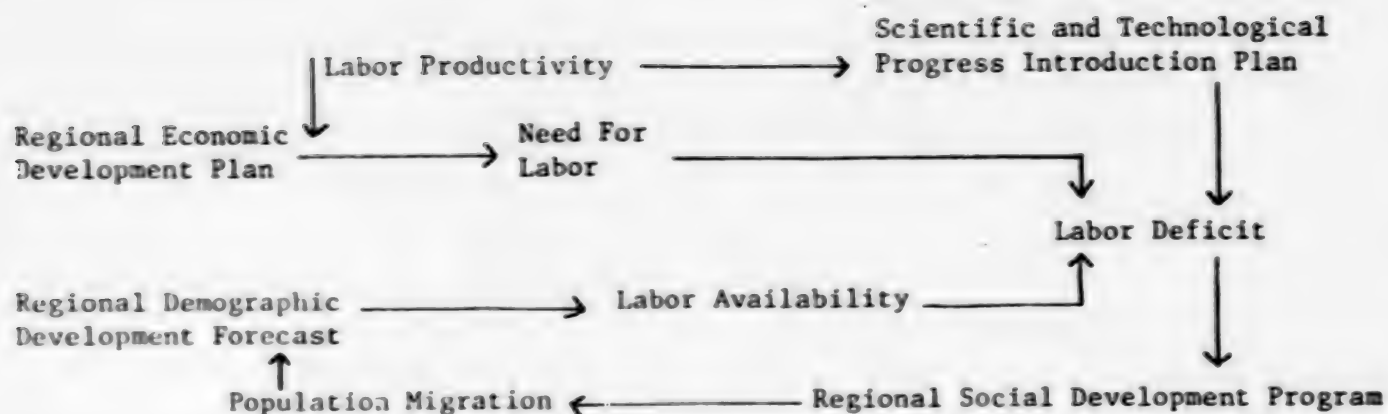 Scientific and Technological
Labor Productivity Progress Introduction Plan
Regional Economic Need For
Development Plan Labor
Labor Deficit
Regional Demographic Labor Availability
Development Forecast
Population Migration Regional Social Development Program